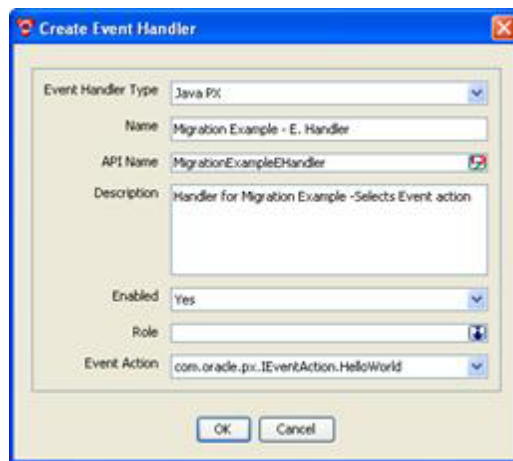 Create Event Handler
Event Handler Type Java PX
Name Migration Example - E. Handler
API Name MigrationExampleEHandler
Description Handler for Migration Example -Selects Event action
Enabled Yes
Role
Event Action com.oracle.px.IEventAction.HelloWorld
OK Cancel